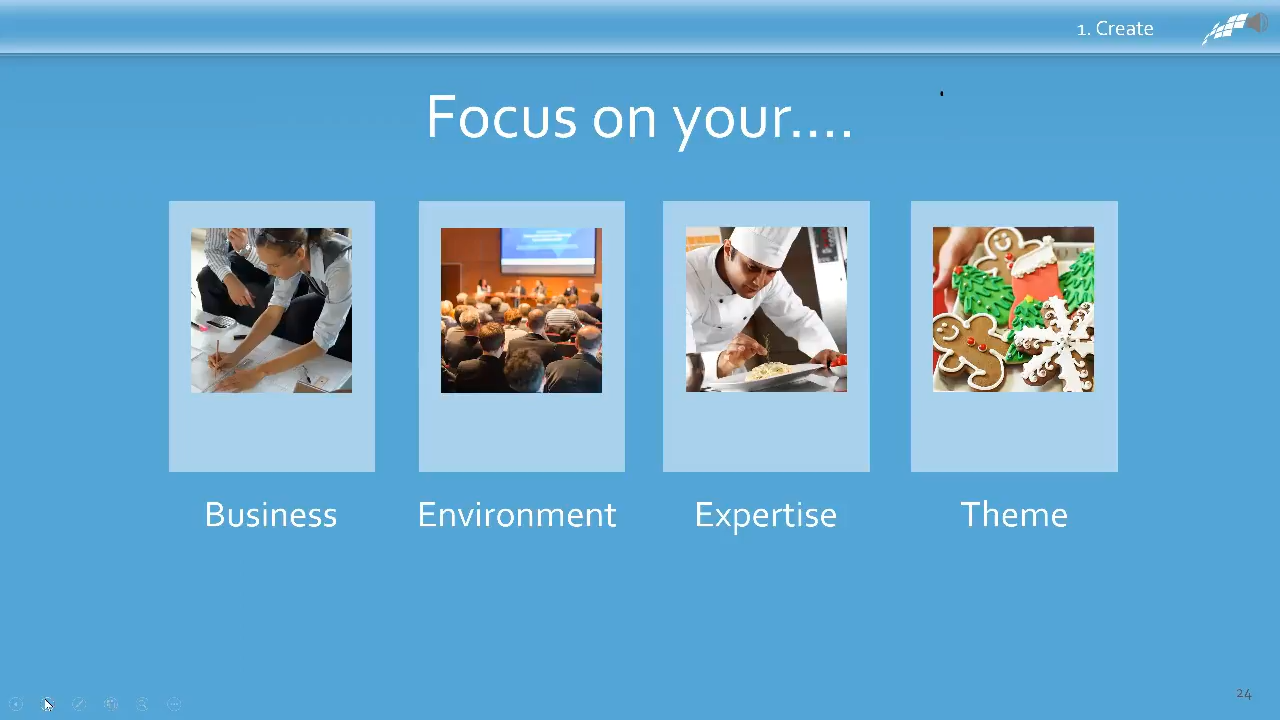 1. Create
Focus on your....
Business
Environment
Expertise
Theme
24